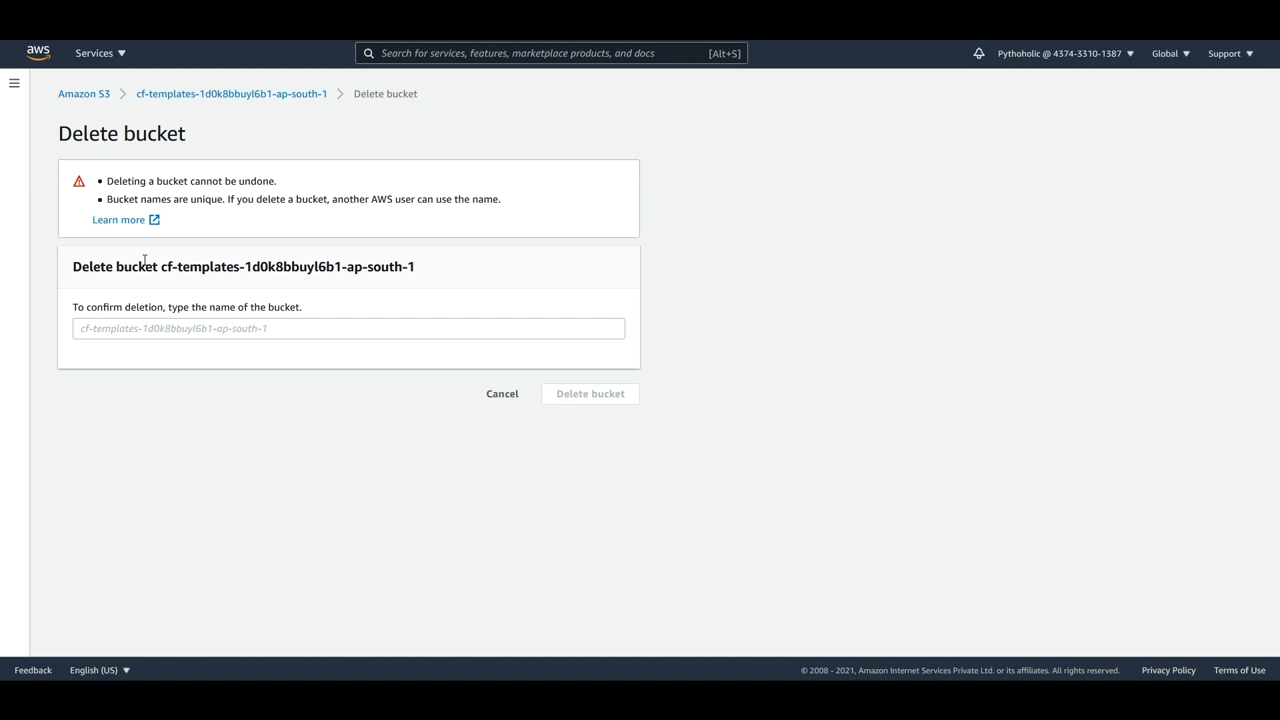 aws Services Search for services, features, marketplace products, and docs [Alt+S] Pythoholic @ 4374-3310-1387 Global Support
Amazon S3 cf-templates-1d0k8bbuyl6b1-ap-south-1 Delete bucket
Delete bucket
Deleting a bucket cannot be undone.
Bucket names are unique. If you delete a bucket, another AWS user can use the name.
Learn more
Delete bucket cf-templates-1d0k8bbuyl6b1-ap-south-1
To confirm deletion, type the name of the bucket.
cf-templates-1d0k8bbuyl6b1-ap-south-1
Cancel Delete bucket
Feedback English (US) © 2008 - 2021, Amazon Internet Services Private Ltd. or its affiliates. All rights reserved. Privacy Policy Terms of Use